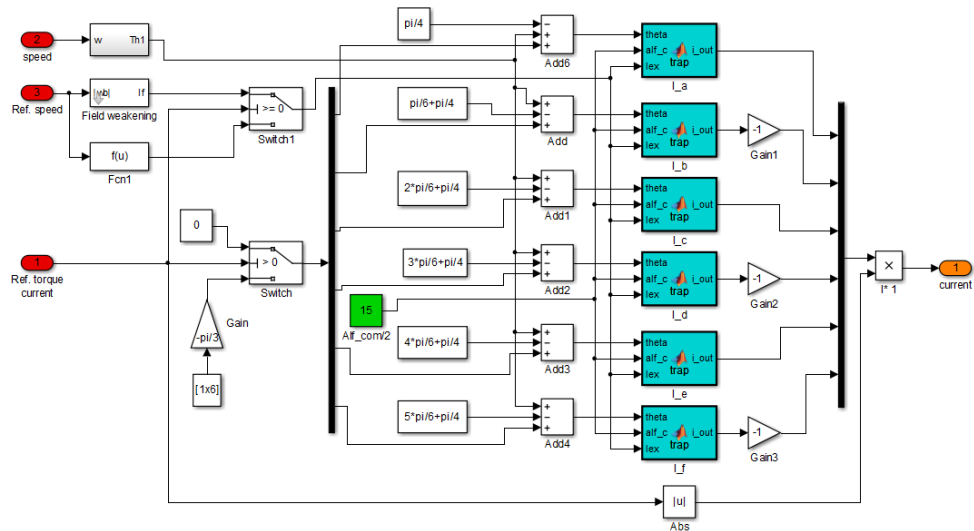 2
speed
w
Th1
3
Ref. speed
|wb|
If
Field weakening
f(u)
Fcn1
>= 0
Switch1
0
1
Ref. torque
current
> 0
Switch
Gain
-pi/3
[1x6]
pi/4
Add6
pi/6+pi/4
Add
2*pi/6+pi/4
Add1
3*pi/6+pi/4
Add2
15
Alf_com/2
4*pi/6+pi/4
Add3
5*pi/6+pi/4
Add4
theta
alf_c
i_out
Iex
trap
I_a
theta
alf_c
i_out
Iex
trap
I_b
-1
Gain1
theta
alf_c
i_out
Iex
trap
I_c
theta
alf_c
i_out
Iex
trap
I_d
-1
Gain2
theta
alf_c
i_out
Iex
trap
I_e
theta
alf_c
i_out
Iex
trap
I_f
-1
Gain3
|u|
Abs
×
I* 1
1
current